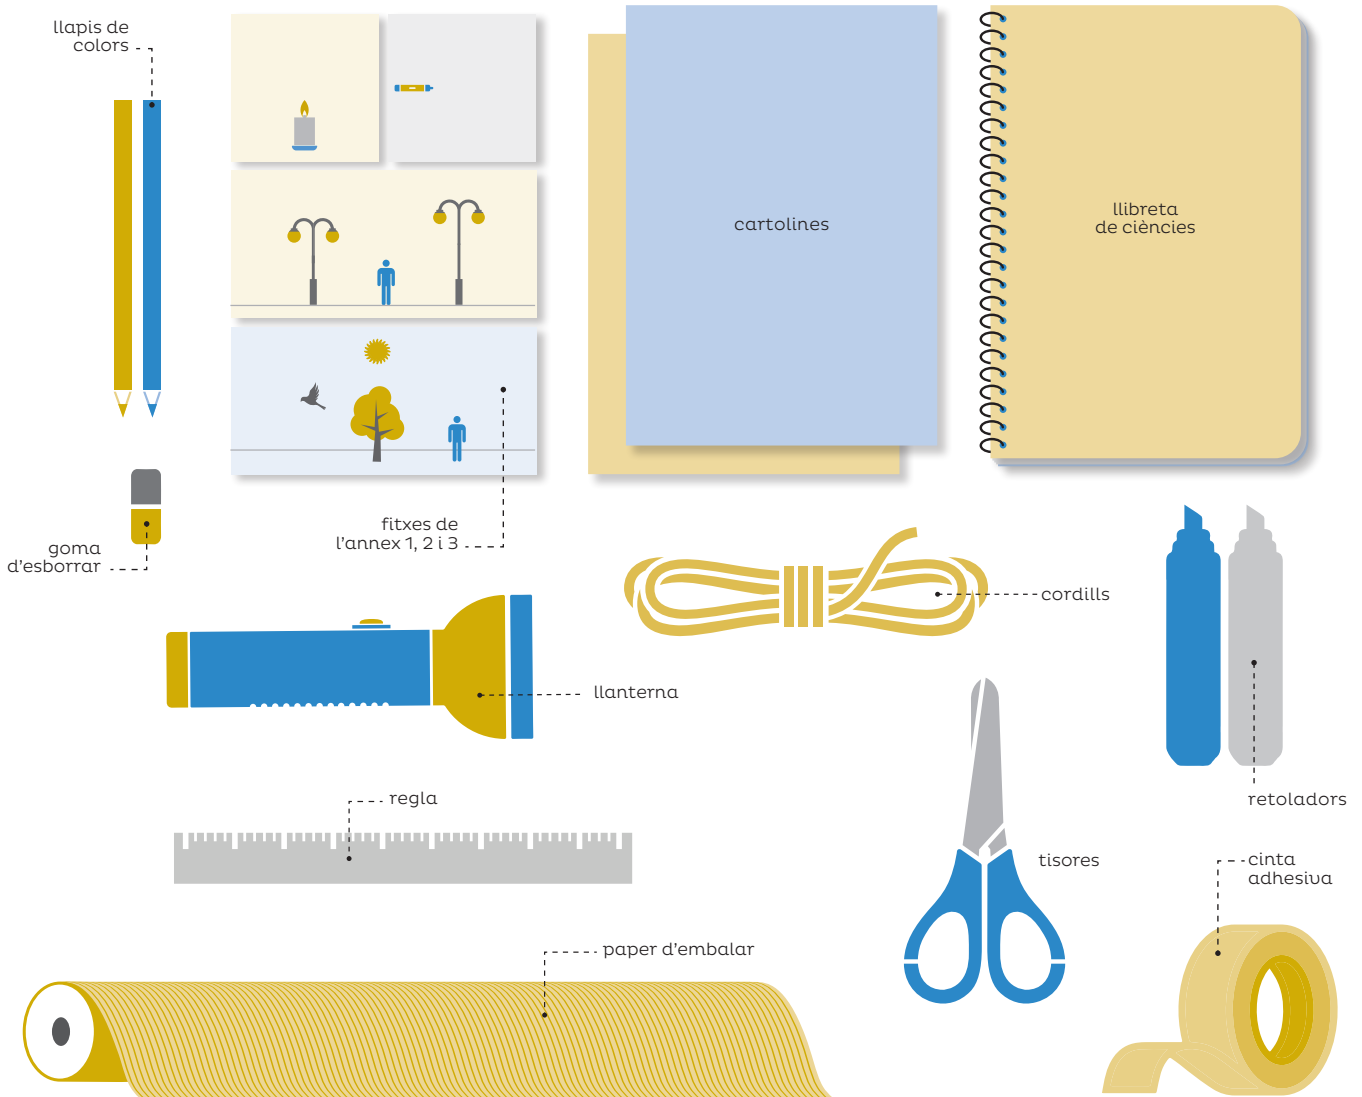 llapis de
colors
cartolines
llibreta
de ciències
fitxes de
l'annex 1, 2 i 3
goma
d'esborrar
cordills
llanterna
regla
retoladors
tisores
cinta
adhesiva
paper d'embalar